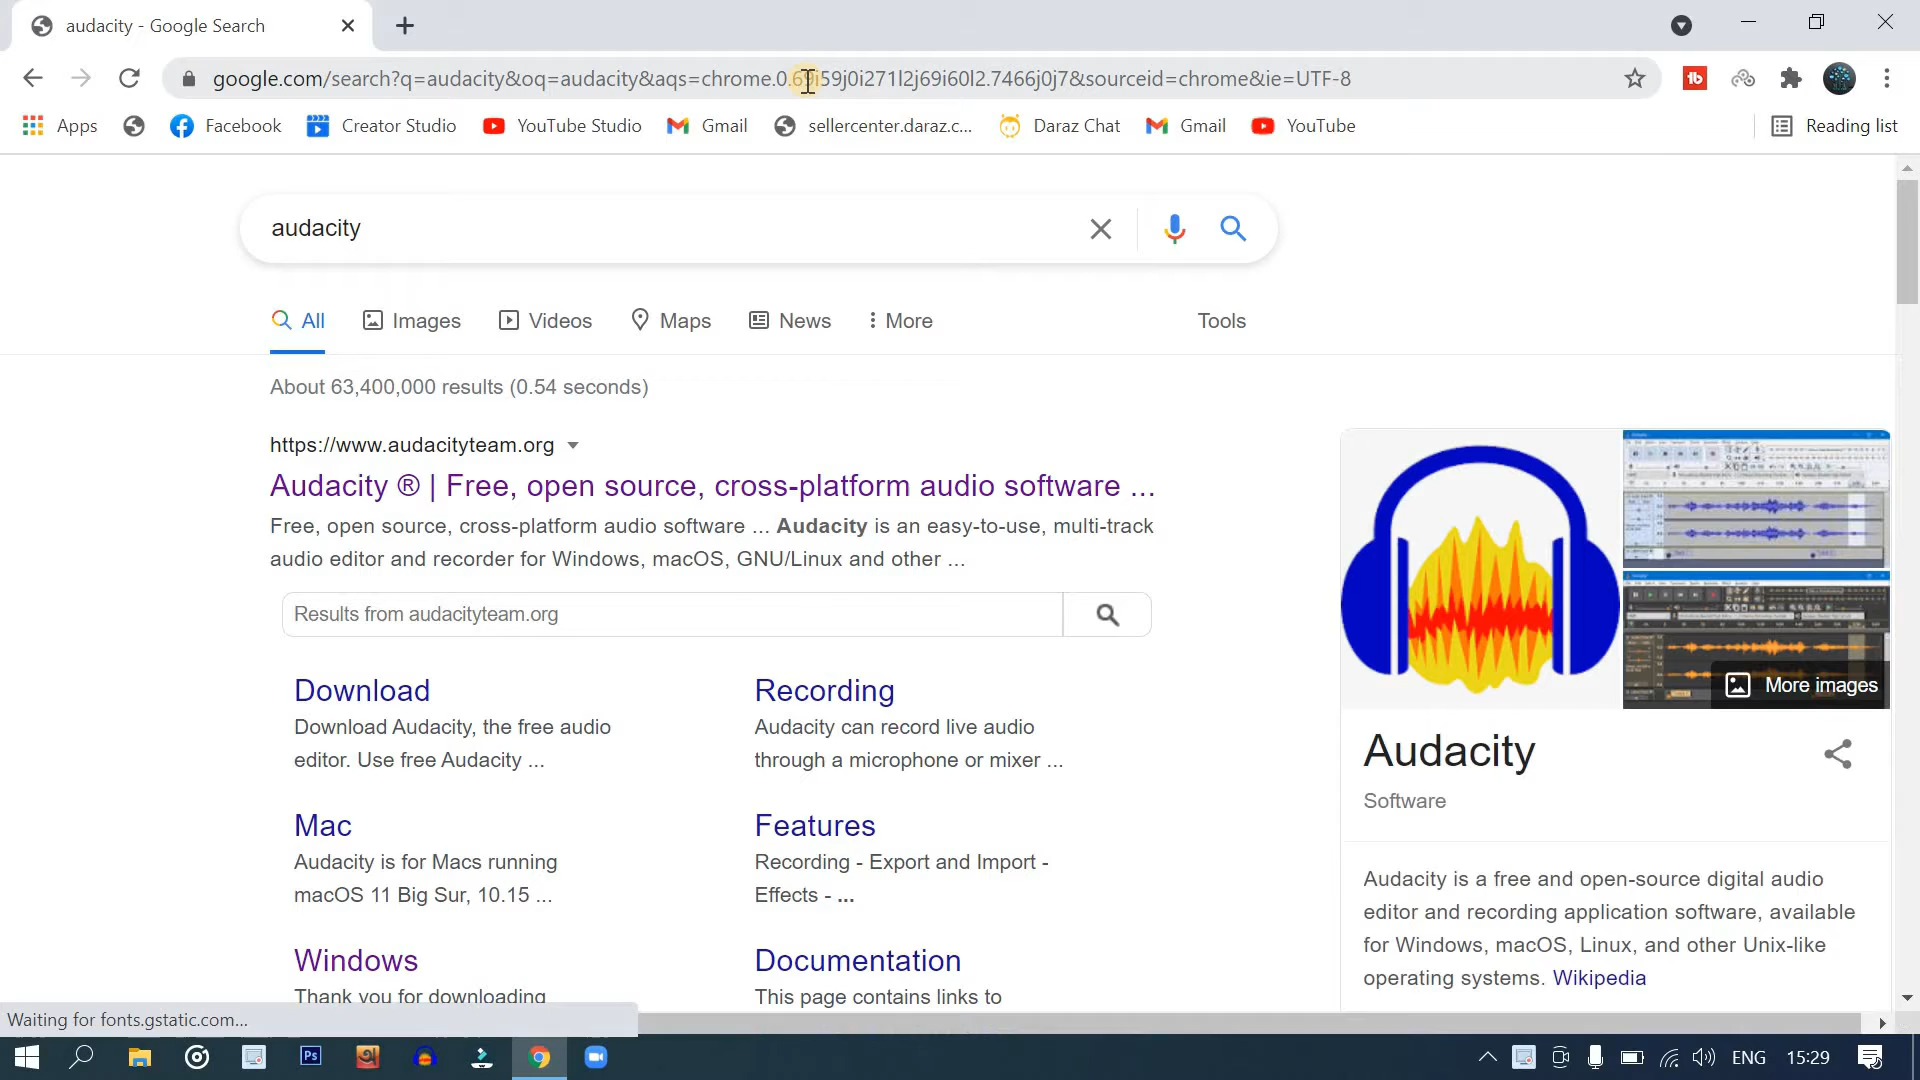 audacity - Google Search
google.com/search?q=audacity&oq=audacity&aqs=chrome.0.69i59j0i271l2j69i60l2.7466j0j7&sourceid=chrome&ie=UTF-8
Apps Facebook Creator Studio YouTube Studio Gmail sellercenter.daraz.c... Daraz Chat Gmail YouTube Reading list
audacity
All Images Videos Maps News More Tools
About 63,400,000 results (0.54 seconds)
https://www.audacityteam.org
Audacity ® | Free, open source, cross-platform audio software ...
Free, open source, cross-platform audio software ... Audacity is an easy-to-use, multi-track
audio editor and recorder for Windows, macOS, GNU/Linux and other ...
Results from audacityteam.org
Download
Download Audacity, the free audio
editor. Use free Audacity ...
Recording
Audacity can record live audio
through a microphone or mixer ...
Mac
Audacity is for Macs running
macOS 11 Big Sur, 10.15 ...
Features
Recording - Export and Import -
Effects - ...
Windows
Thank you for downloading
Documentation
This page contains links to
More images
Audacity
Software
Audacity is a free and open-source digital audio
editor and recording application software, available
for Windows, macOS, Linux, and other Unix-like
operating systems. Wikipedia
Waiting for fonts.gstatic.com...
Ps
ENG 15:29